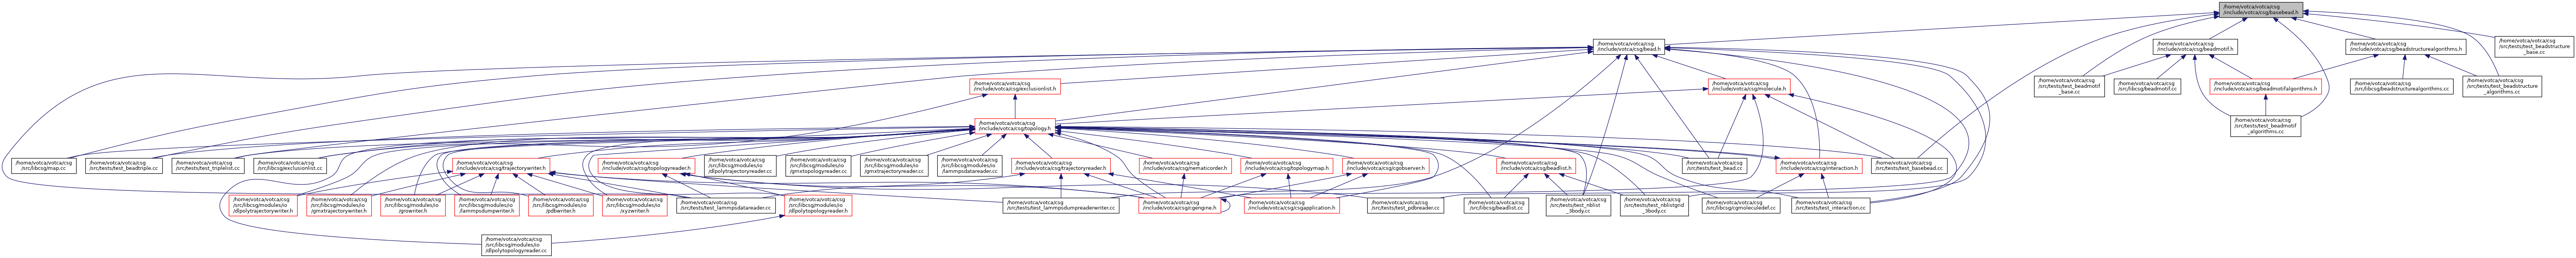 /home/votca/votca/csg
/include/votca/csg/basebead.h
/home/votca/votca/csg
/include/votca/csg/bead.h
/home/votca/votca/csg
/include/votca/csg/beadmotif.h
/home/votca/votca/csg
/include/votca/csg/beadstructurealgorithms.h
/home/votca/votca/csg
/src/tests/test_beadstructure
_base.cc
/home/votca/votca/csg
/include/votca/csg/exclusionlist.h
/home/votca/votca/csg
/include/votca/csg/molecule.h
/home/votca/votca/csg
/src/tests/test_beadmotif
_base.cc
/home/votca/votca/csg
/src/libcsg/beadmotif.cc
/home/votca/votca/csg
/include/votca/csg/beadmotifalgorithms.h
/home/votca/votca/csg
/src/libcsg/beadstructurealgorithms.cc
/home/votca/votca/csg
/src/tests/test_beadstructure
_algorithms.cc
/home/votca/votca/csg
/include/votca/csg/topology.h
/home/votca/votca/csg
/src/tests/test_beadmotif
_algorithms.cc
/home/votca/votca/csg
/src/libcsg/map.cc
/home/votca/votca/csg
/src/tests/test_beadtriple.cc
/home/votca/votca/csg
/src/tests/test_tripleslist.cc
/home/votca/votca/csg
/src/libcsg/exclusionlist.cc
/home/votca/votca/csg
/include/votca/csg/trajectorywriter.h
/home/votca/votca/csg
/include/votca/csg/topologyreader.h
/home/votca/votca/csg
/src/libcsg/modules/io
/dlpolytrajectoryreader.cc
/home/votca/votca/csg
/src/libcsg/modules/io
/gmxtopologyreader.cc
/home/votca/votca/csg
/src/libcsg/modules/io
/gmxtrajectoryreader.cc
/home/votca/votca/csg
/src/libcsg/modules/io
/lammpsdatareader.cc
/home/votca/votca/csg
/include/votca/csg/trajectoryreader.h
/home/votca/votca/csg
/include/votca/csg/nematicorder.h
/home/votca/votca/csg
/include/votca/csg/topologymap.h
/home/votca/votca/csg
/include/votca/csg/cgobserver.h
/home/votca/votca/csg
/include/votca/csg/beadlist.h
/home/votca/votca/csg
/src/tests/test_bead.cc
/home/votca/votca/csg
/include/votca/csg/interaction.h
/home/votca/votca/csg
/src/tests/test_basebead.cc
/home/votca/votca/csg
/src/libcsg/modules/io
/dlpolytrajectorywriter.h
/home/votca/votca/csg
/src/libcsg/modules/io
/gmxtrajectorywriter.h
/home/votca/votca/csg
/src/libcsg/modules/io
/growriter.h
/home/votca/votca/csg
/src/libcsg/modules/io
/lammpsdumpwriter.h
/home/votca/votca/csg
/src/libcsg/modules/io
/pdbwriter.h
/home/votca/votca/csg
/src/libcsg/modules/io
/xyzwriter.h
/home/votca/votca/csg
/src/tests/test_lammpsdatareader.cc
/home/votca/votca/csg
/src/libcsg/modules/io
/dlpolytopologyreader.h
/home/votca/votca/csg
/src/tests/test_lammpsdumpreaderwriter.cc
/home/votca/votca/csg
/include/votca/csg/cgengine.h
/home/votca/votca/csg
/include/votca/csg/csgapplication.h
/home/votca/votca/csg
/src/tests/test_pdbreader.cc
/home/votca/votca/csg
/src/libcsg/beadlist.cc
/home/votca/votca/csg
/src/tests/test_nblist
_3body.cc
/home/votca/votca/csg
/src/tests/test_nblistgrid
_3body.cc
/home/votca/votca/csg
/src/libcsg/cgmoleculedef.cc
/home/votca/votca/csg
/src/tests/test_interaction.cc
/home/votca/votca/csg
/src/libcsg/modules/io
/dlpolytopologyreader.cc